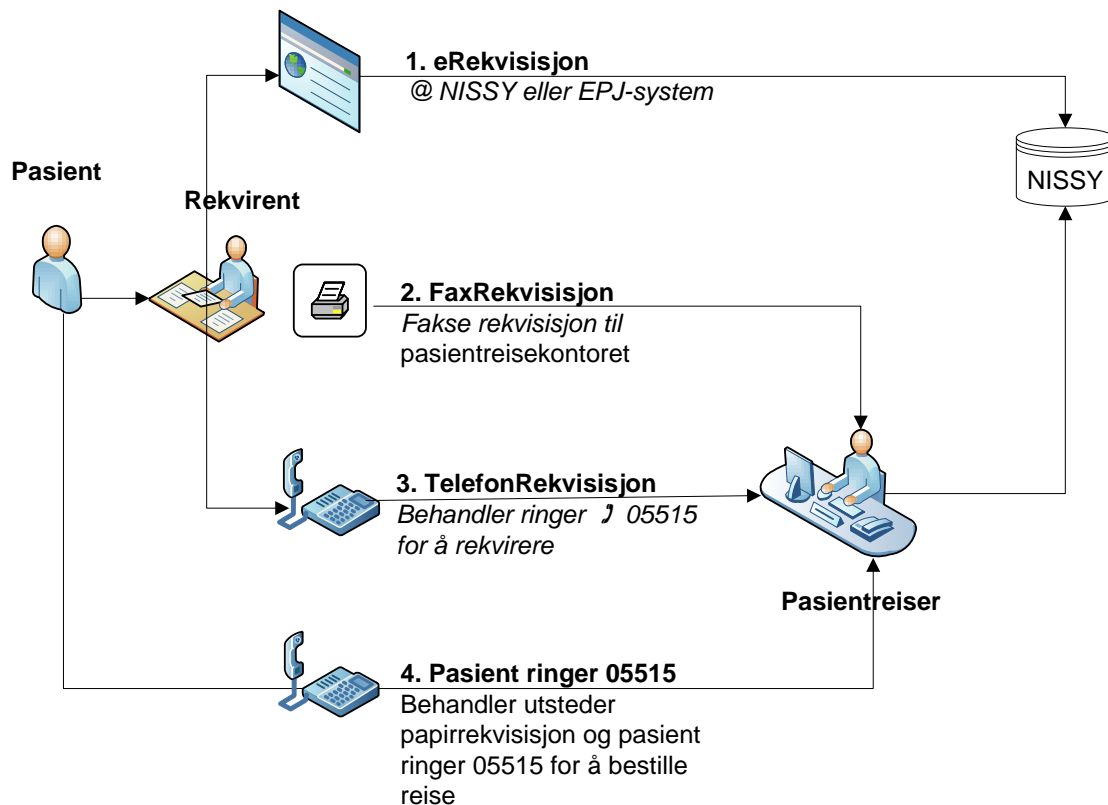 1. eRekvisisjon
@ NISSY eller EPJ-system
Pasient
Rekvirent
NISSY
2. FaxRekvisisjon
Fakse rekvisisjon til
pasientreisekontoret
3. TelefonRekvisisjon
Behandler ringer 05515
for å rekvirere
Pasientreiser
4. Pasient ringer 05515
Behandler utsteder
papirrekvisisjon og pasient
ringer 05515 for å bestille
reise